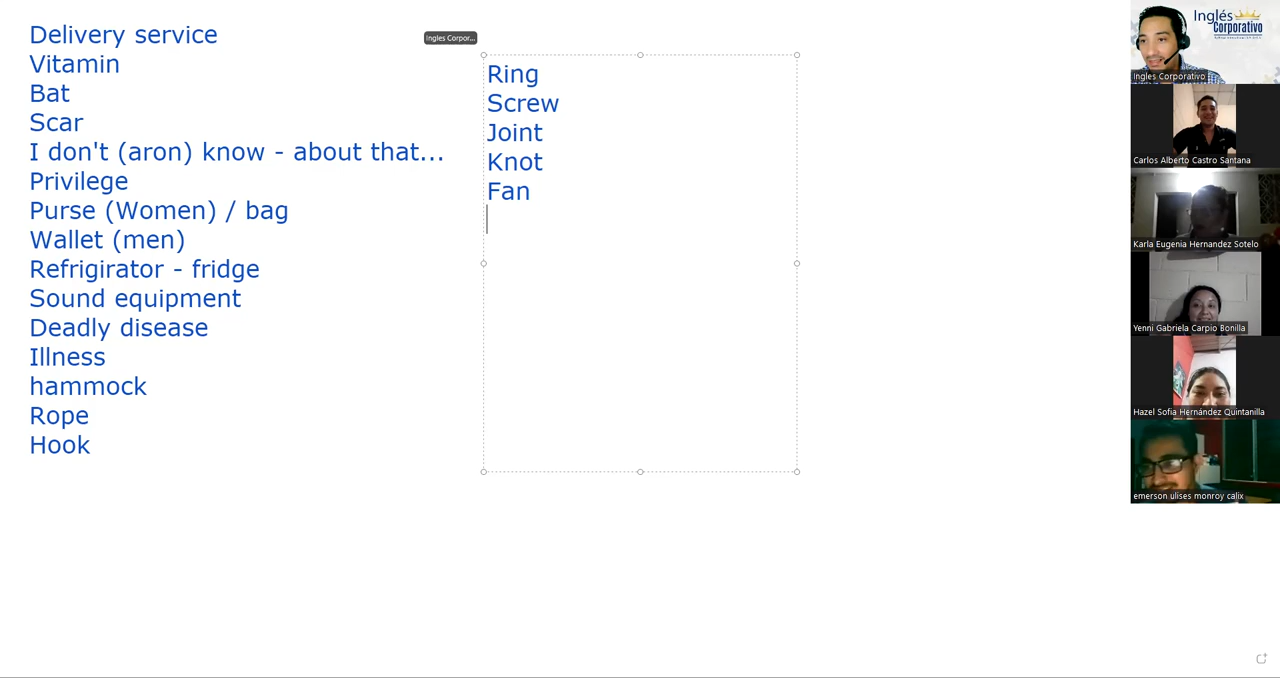 Delivery service
Vitamin
Bat
Scar
I don't (aron) know - about that...
Privilege
Purse (Women) / bag
Wallet (men)
Refrigirator - fridge
Sound equipment
Deadly disease
Illness
hammock
Rope
Hook
Ingles Corpor...
Ring
Screw
Joint
Knot
Fan
Inglés
Corporativo
Ingles Corporativo
Carlos Alberto Castro Santana
Karla Eugenia Hernandez Sotelo
Yenni Gabriela Carpio Bonilla
Hazel Sofia Hernández Quintanilla
emerson ulises monroy calix